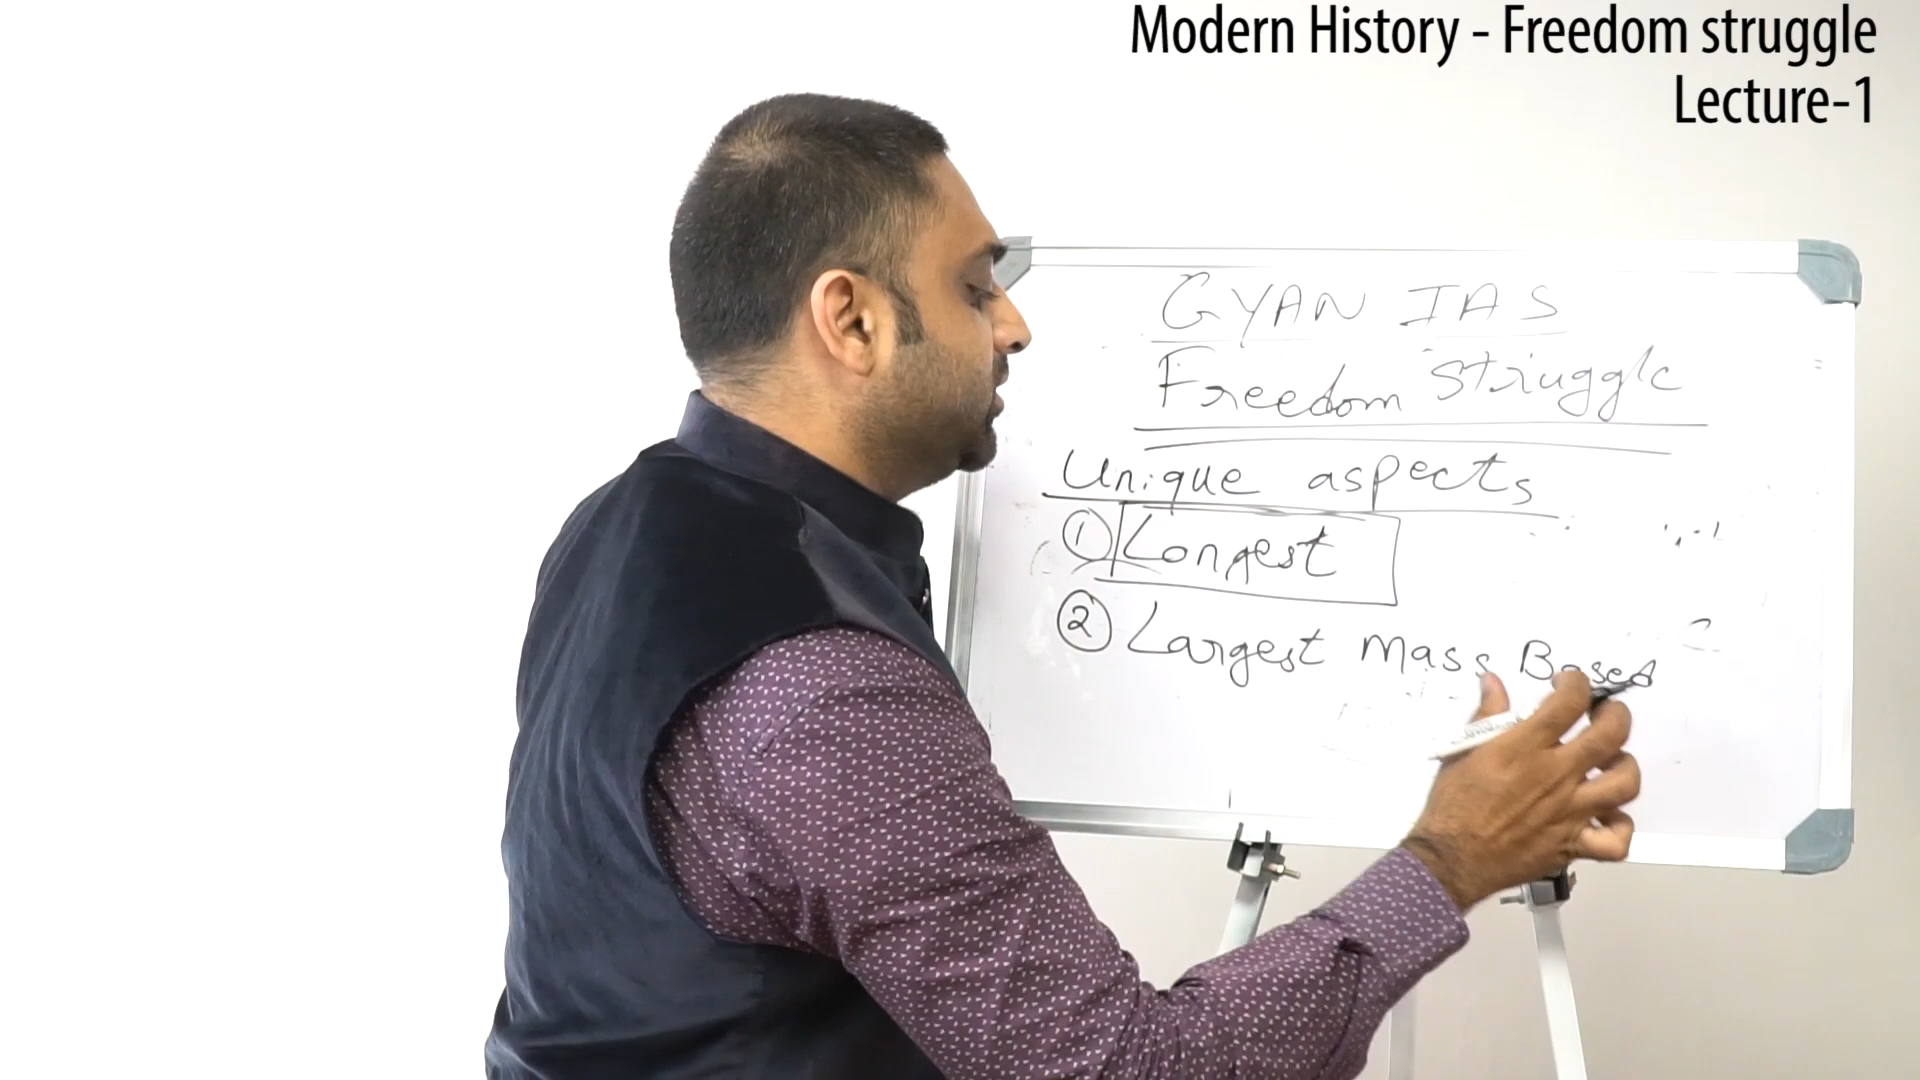 Modern History - Freedom struggle
Lecture-1
GYAN IAS
Freedom Struggle
Unique aspects
① Longest
② Largest Mass Based